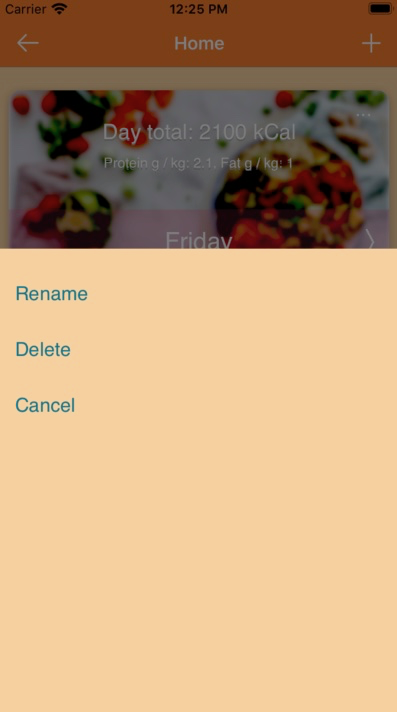 Carrier 12:25 PM
Home
Day total: 2100 kCal
Protein g / kg: 2.1, Fat g / kg: 1
Friday
Rename
Delete
Cancel